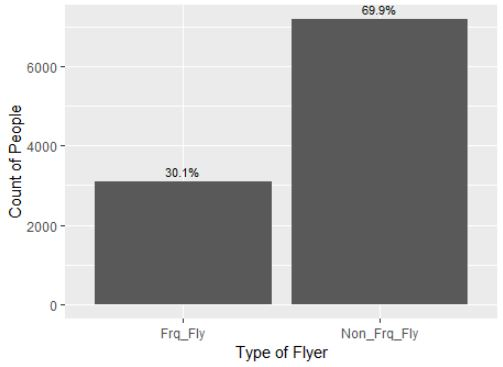 69.9%
6000
Count of People
4000
30.1%
2000
0
Frq_Fly Non_Frq_Fly
Type of Flyer